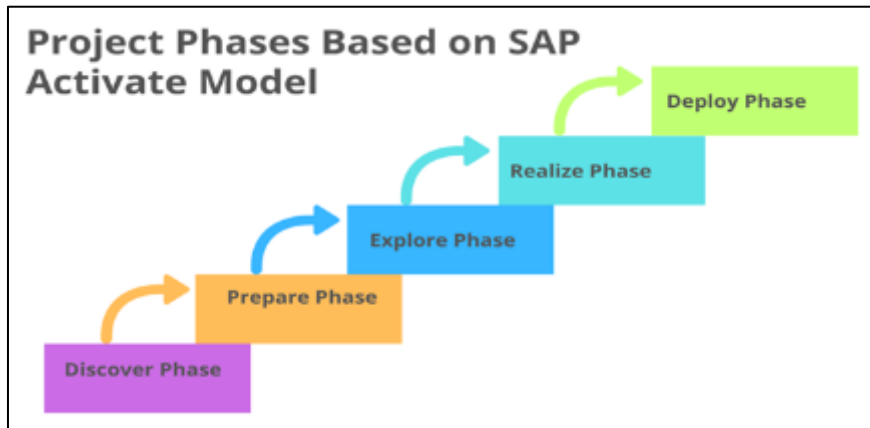 Project Phases Based on SAP
Activate Model
Deploy Phase
Realize Phase
Explore Phase
Prepare Phase
Discover Phase